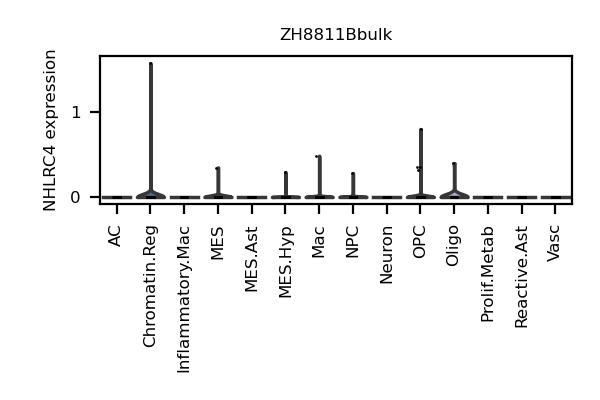 ZH8811Bbulk
NHLRC4 expression
1
0
AC
Chromatin.Reg
Inflammatory.Mac
MES
MES.Ast
MES.Hyp
Mac
NPC
Neuron
OPC
Oligo
Prolif.Metab
Reactive.Ast
Vasc